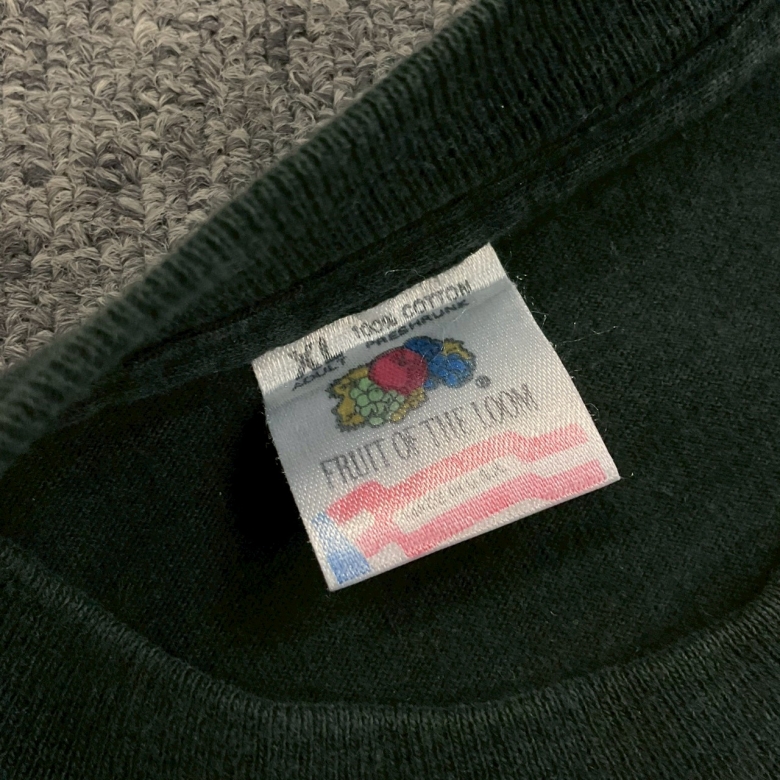 XL
ADULT
100% COTTON
PRESHRUNK
®
FRUIT OF THE LOOM